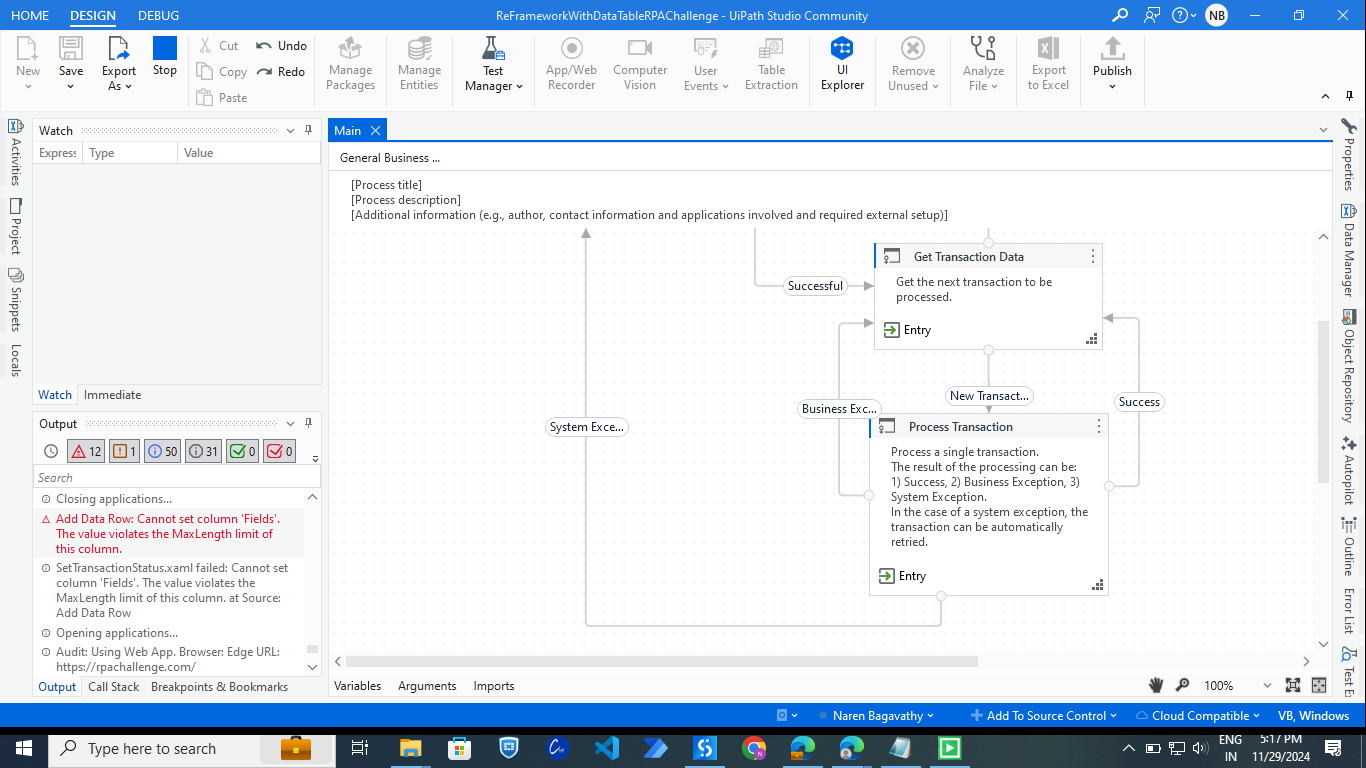 HOME DESIGN DEBUG ReFrameworkWithDataTableRPAChallenge - UiPath Studio Community NB
New Save Export As Stop Cut Copy Paste Undo Redo Manage Packages Manage Entities Test Manager App/Web Recorder Computer Vision User Events Table Extraction UI Explorer Remove Unused Analyze File Export to Excel Publish
Activities
Project
Snippets
Locals
Watch
Express Type Value
Watch Immediate
Output
12 1 50 31 0 0
Search
Closing applications...
Add Data Row: Cannot set column 'Fields'.
The value violates the MaxLength limit of
this column.
SetTransactionStatus.xaml failed: Cannot set
column 'Fields'. The value violates the
MaxLength limit of this column. at Source:
Add Data Row
Opening applications...
Audit: Using Web App. Browser: Edge URL:
https://rpachallenge.com/
Output Call Stack Breakpoints & Bookmarks
Main
General Business ...
[Process title]
[Process description]
[Additional information (e.g., author, contact information and applications involved and required external setup)]
Get Transaction Data
Get the next transaction to be
processed.
Entry
Successful
New Transact...
Success
Business Exc...
System Exce...
Process Transaction
Process a single transaction.
The result of the processing can be:
1) Success, 2) Business Exception, 3)
System Exception.
In the case of a system exception, the
transaction can be automatically
retried.
Entry
Variables Arguments Imports 100%
Properties
Data Manager
Object Repository
Autopilot
Outline
Error List
Test E
Naren Bagavathy Add To Source Control Cloud Compatible VB, Windows
Type here to search
ENG
IN
5:17 PM
11/29/2024